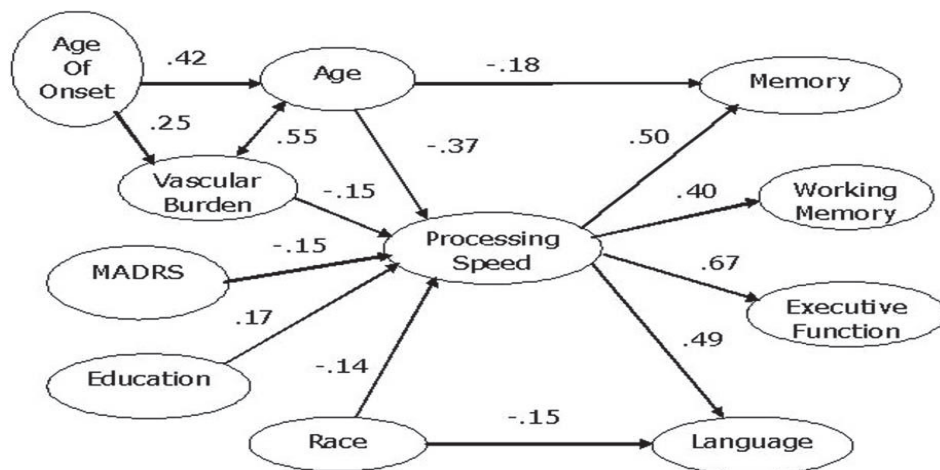 Age
Of
Onset
.42
Age
-.18
Memory
.25
.55
-.37
.50
Vascular
Burden
-.15
.40
Working
Memory
Processing
Speed
-.15
MADRS
.67
Executive
Function
.17
.49
Education
-.14
-.15
Race
Language